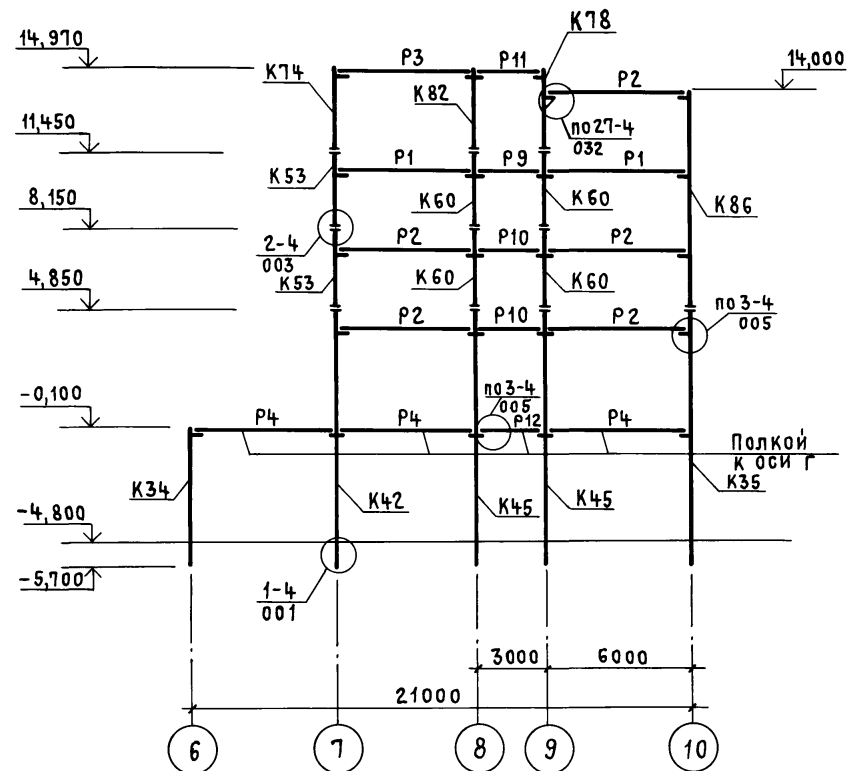 14,970
К78
14,000
Р3
Р11
К74
К82
Р2
11,450
по27-4
032
К53
Р1
Р9
Р1
8,150
К60
К60
К86
2-4
003
Р2
Р10
Р2
4,850
К53
К60
К60
по3-4
005
Р2
Р10
Р2
-0,100
по3-4
005
Р4
Р4
Р12
Р4
Полкой
к оси Г
К34
К42
К45
К45
К35
-4,800
-5,700
1-4
001
3000
6000
21000
6
7
8
9
10